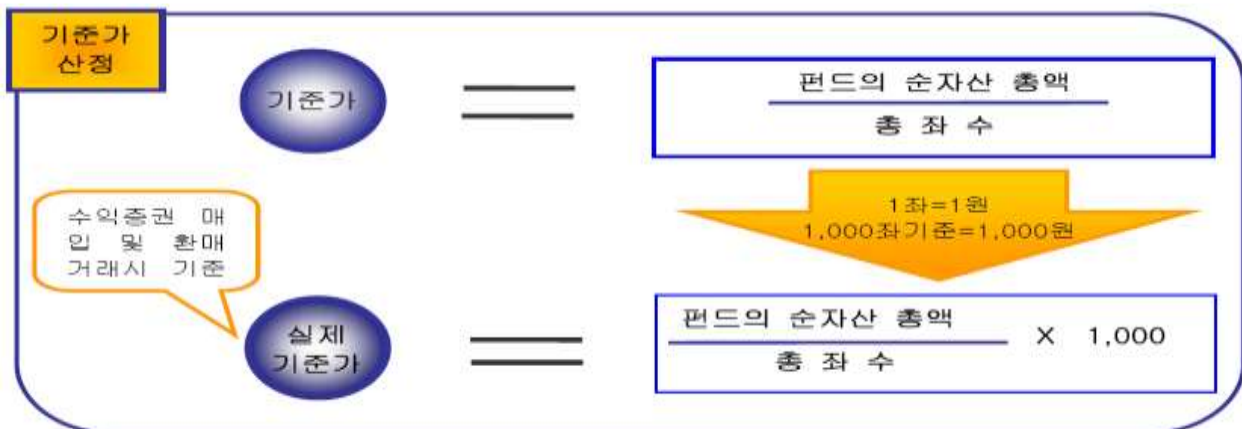 기준가
산정
기준가
펀드의 순자산 총액
총 좌 수
1좌=1원
1,000좌기준=1,000원
수익증권 매
입 및 환매
거래시 기준
실제
기준가
펀드의 순자산 총액
총 좌 수
X 1,000